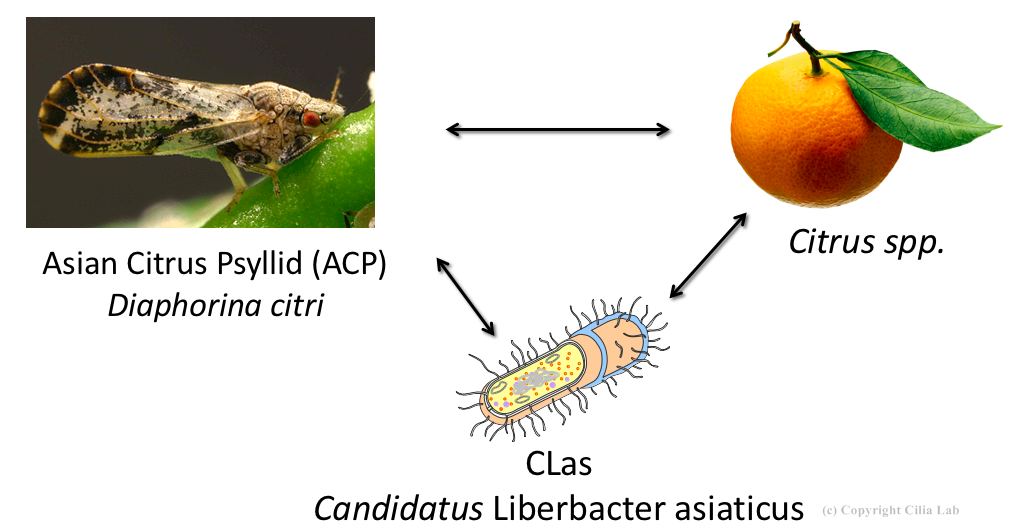 Asian Citrus Psyllid (ACP)
Diaphorina citri
Citrus spp.
CLas
Candidatus Liberbacter asiaticus
(c) Copyright Cilia Lab